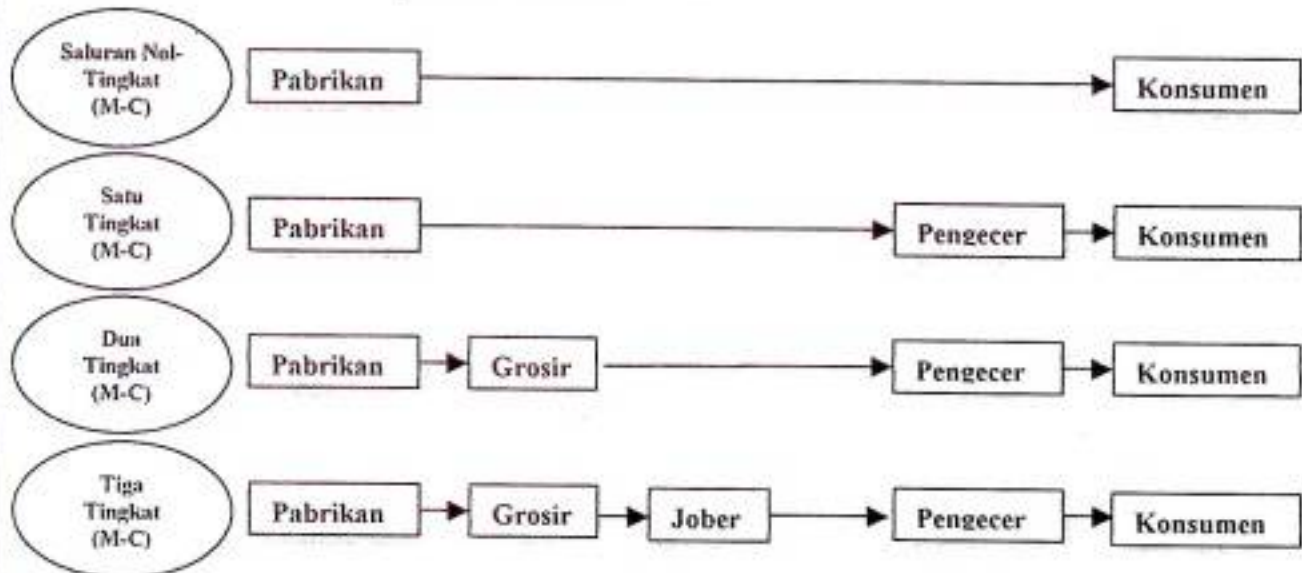 Saluran Nol-
Tingkat
(M-C)
Pabrikan
Konsumen
Satu
Tingkat
(M-C)
Pabrikan
Pengecer
Konsumen
Dua
Tingkat
(M-C)
Pabrikan
Grosir
Pengecer
Konsumen
Tiga
Tingkat
(M-C)
Pabrikan
Grosir
Jober
Pengecer
Konsumen